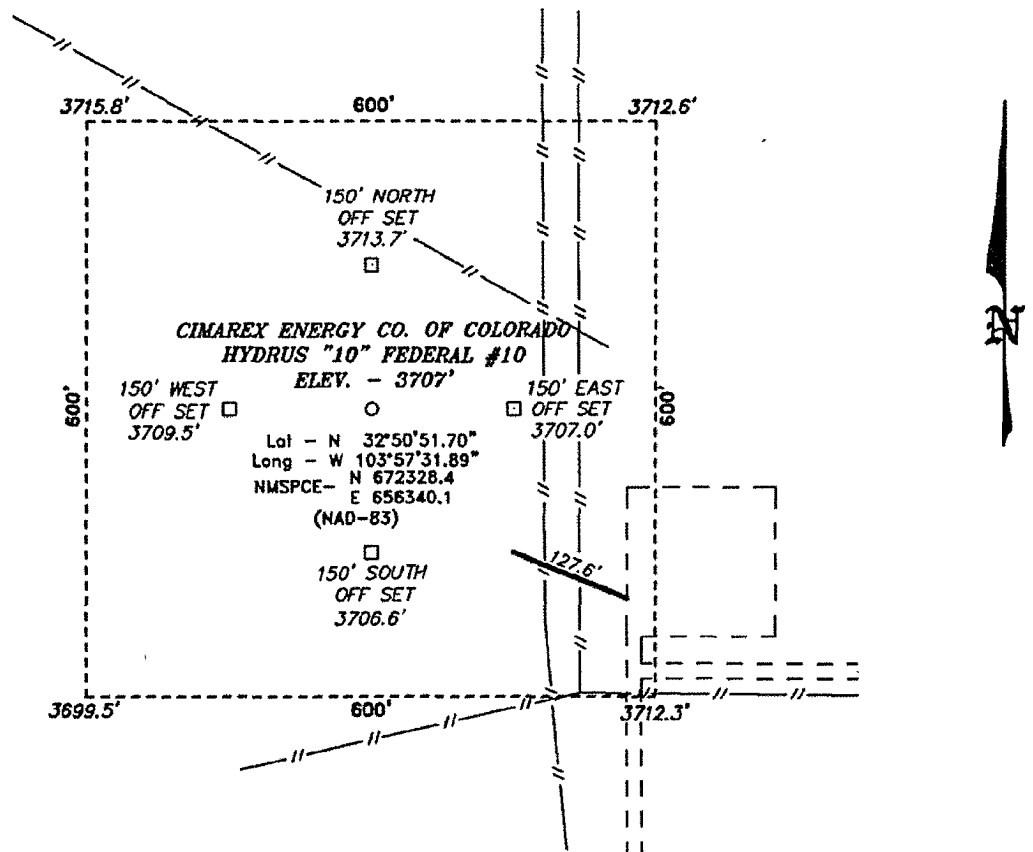 3715.8'
600'
3712.6'
150' NORTH
OFF SET
3713.7'
N
CIMAREX ENERGY CO. OF COLORADO
HYDRUS "10" FEDERAL #10
ELEV. - 3707'
150' WEST
OFF SET
3709.5'
600'
150' EAST
OFF SET
3707.0'
600'
Lat - N 32°50'51.70"
Long - W 103°57'31.89"
NMSPCE- N 672328.4
E 656340.1
(NAD-83)
127.6'
150' SOUTH
OFF SET
3706.6'
3699.5'
600'
3712.3'